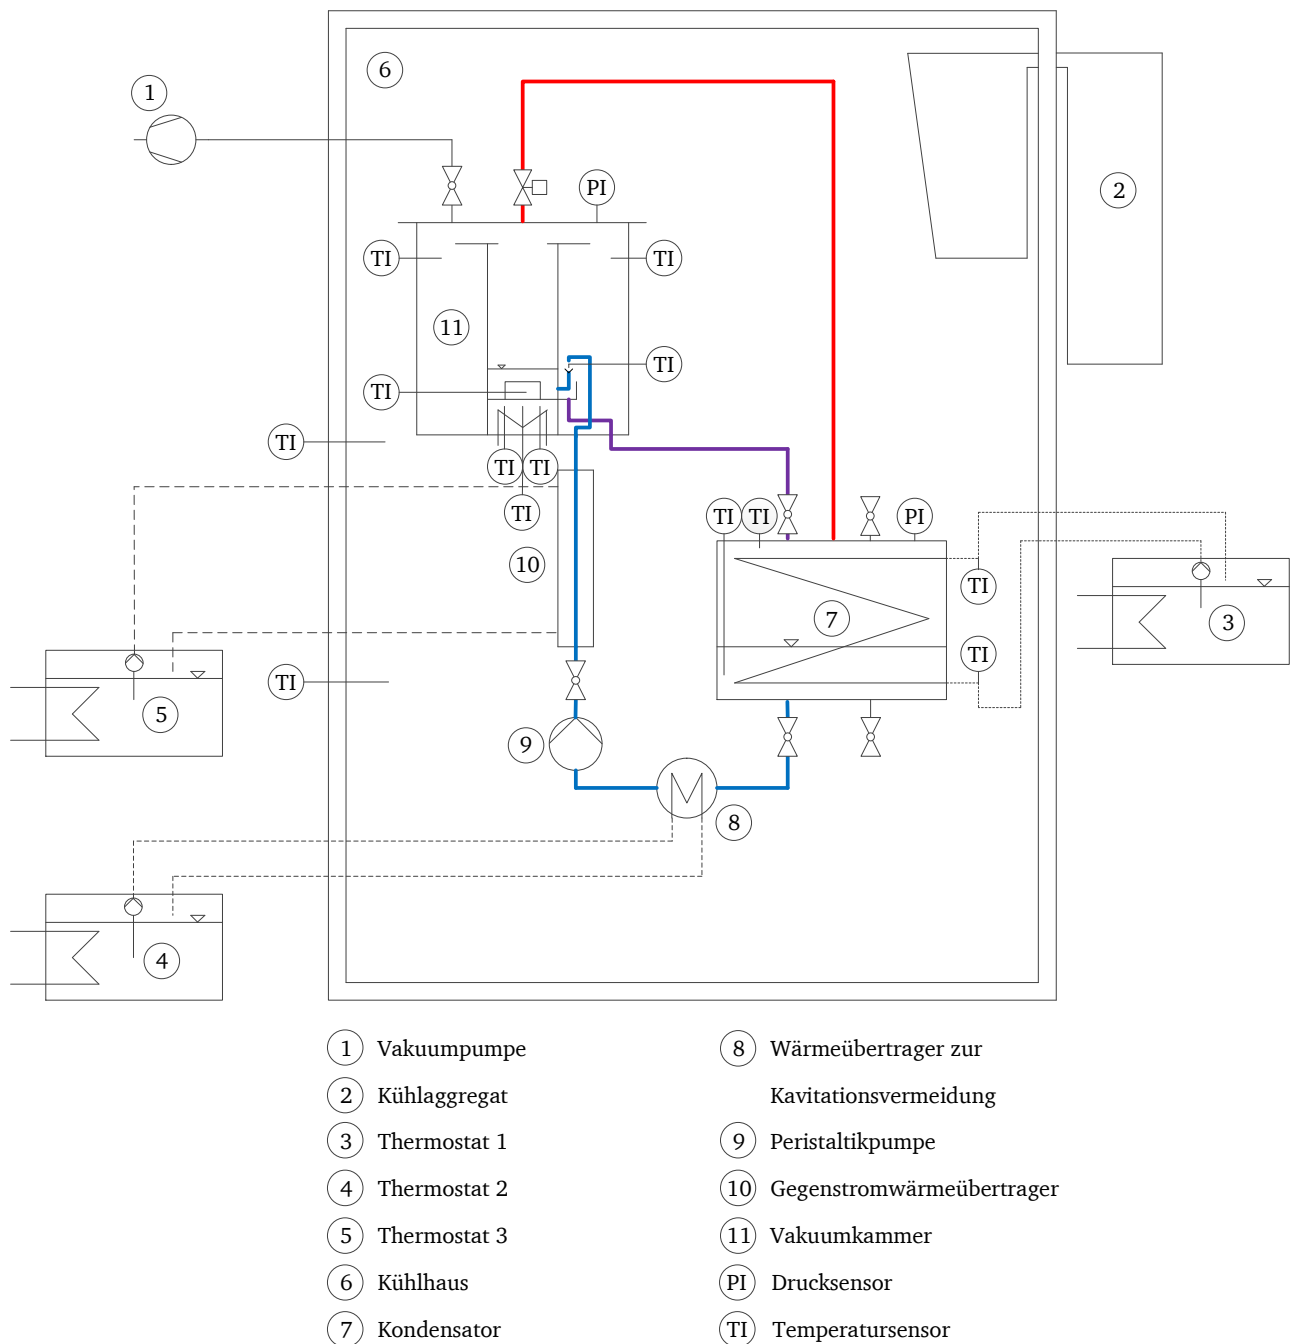 6
1
2
PI
TI
TI
11
TI
TI
TI
TI TI
TI
TI TI
PI
10
TI
7
3
TI
TI
5
9
8
4
1 Vakuumpumpe
2 Kühlaggregat
3 Thermostat 1
4 Thermostat 2
5 Thermostat 3
6 Kühlhaus
7 Kondensator
8 Wärmeübertrager zur
Kavitationsvermeidung
9 Peristaltikpumpe
10 Gegenstromwärmeübertrager
11 Vakuumkammer
PI Drucksensor
TI Temperatursensor